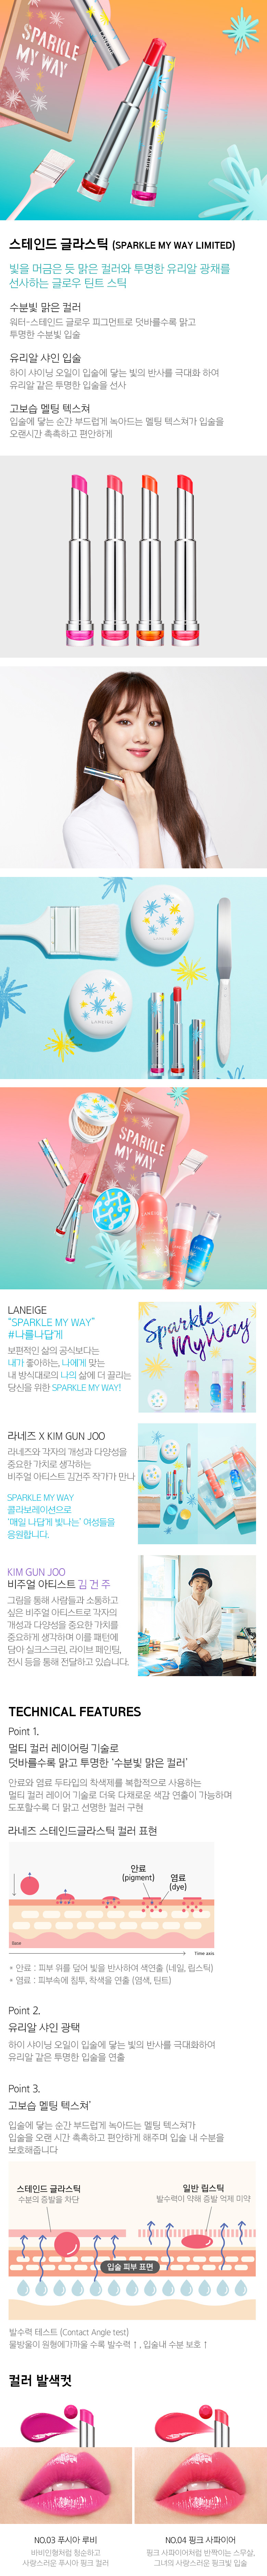 SPARKLE
MY WAY
스테인드 글라스틱 (SPARKLE MY WAY LIMITED)
빛을 머금은 듯 맑은 컬러와 투명한 유리알 광채를
선사하는 글로우 틴트 스틱
수분빛 맑은 컬러
워터-스테인드 글로우 피그먼트로 덧바를수록 맑고
투명한 수분빛 입술
유리알 샤인 입술
하이 샤이닝 오일이 입술에 닿는 빛의 반사를 극대화 하여
유리알 같은 투명한 입술을 선사
고보습 멜팅 텍스쳐
입술에 닿는 순간 부드럽게 녹아드는 멜팅 텍스쳐가 입술을
오랜시간 촉촉하고 편안하게
LANEIGE
LANEIGE
SPARKLE
MY WAY
LANEIGE
LANEIGE
"SPARKLE MY WAY"
#나를나답게
보편적인 삶의 공식보다는
내가 좋아하는, 나에게 맞는
내 방식대로의 나의 삶에 더 끌리는
당신을 위한 SPARKLE MY WAY!
Sparkle
My Way
라네즈 X KIM GUN JOO
라네즈와 각자의 개성과 다양성을
중요한 가치로 생각하는
비주얼 아티스트 김건주 작가가 만나
SPARKLE MY WAY
콜라보레이션으로
'매일 나답게 빛나는' 여성들을
응원합니다.
KIM GUN JOO
비주얼 아티스트 김 건 주
그림을 통해 사람들과 소통하고
싶은 비주얼 아티스트로 각자의
개성과 다양성을 중요한 가치를
중요하게 생각하며 이를 패턴에
담아 실크스크린, 라이브 페인팅,
전시 등을 통해 전달하고 있습니다.
TECHNICAL FEATURES
Point 1.
멀티 컬러 레이어링 기술로
덧바를수록 맑고 투명한 '수분빛 맑은 컬러'
안료와 염료 두타입의 착색제를 복합적으로 사용하는
멀티 컬러 레이어 기술로 더욱 다채로운 색감 연출이 가능하며
도포할수록 더 맑고 선명한 컬러 구현
라네즈 스테인드글라스틱 컬러 표현
안료
(pigment)
염료
(dye)
Base
Time axis
* 안료 : 피부 위를 덮어 빛을 반사하여 색연출 (네일, 립스틱)
* 염료 : 피부속에 침투, 착색을 연출 (염색, 틴트)
Point 2.
유리알 샤인 광택
하이 샤이닝 오일이 입술에 닿는 빛의 반사를 극대화하여
유리알 같은 투명한 입술을 연출
Point 3.
고보습 멜팅 텍스쳐'
입술에 닿는 순간 부드럽게 녹아드는 멜팅 텍스쳐가
입술을 오랜 시간 촉촉하고 편안하게 해주며 입술 내 수분을
보호해줍니다
스테인드 글라스
수분의 증발을 차단
일반 립스틱
발수력이 약해 증발 억제 미약
입술 피부 표면
발수력 테스트 (Contact Angle test)
물방울이 원형에가까울 수록 발수력↑, 입술내 수분 보호↑
컬러 발색컷
NO.03 푸시아 루비
바비인형처럼 청순하고
사랑스러운 푸시아 핑크 컬러
NO.04 핑크 사파이어
핑크 사파이어처럼 반짝이는 스무살,
그녀의 사랑스러운 핑크빛 입술